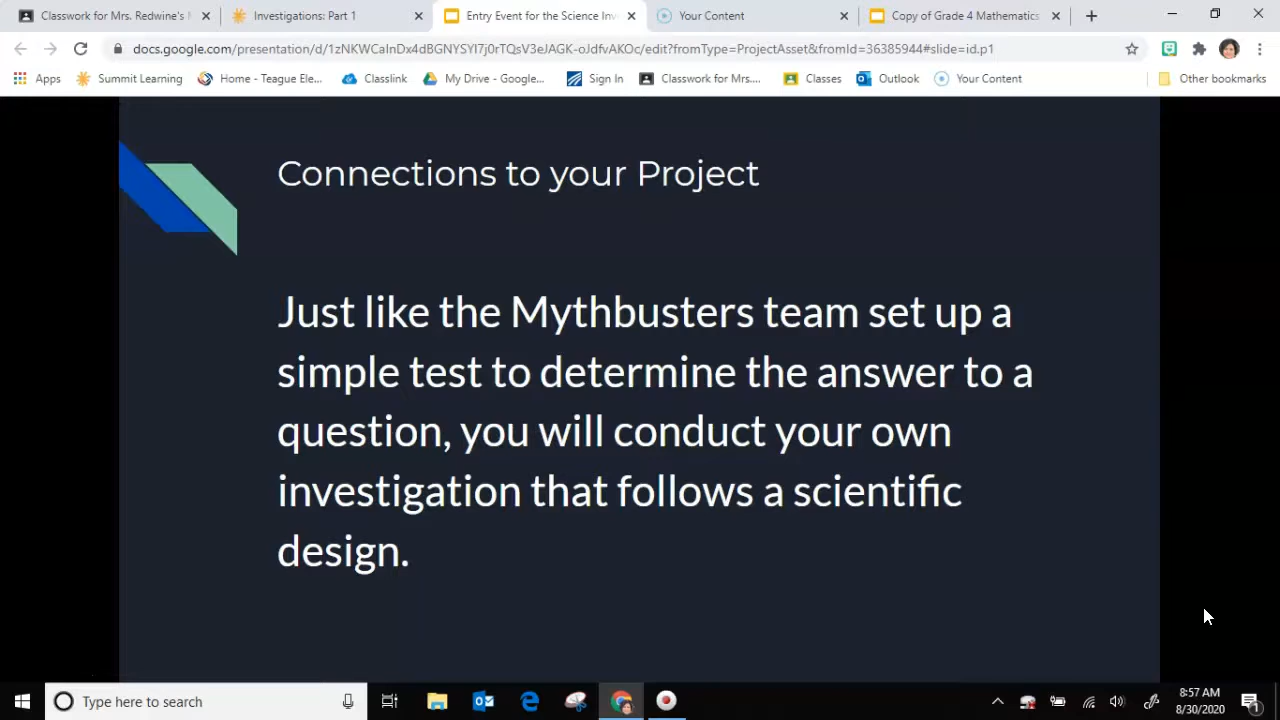 Classwork for Mrs. Redwine's
Investigations: Part 1
Entry Event for the Science Inv
Your Content
Copy of Grade 4 Mathematics
docs.google.com/presentation/d/1zNKWCaInDx4dBGNYSYl7j0rTQsV3eJAGK-oJdfvAKOc/edit?fromType=ProjectAsset&fromId=36385944#slide=id.p1
Apps
Summit Learning
Home - Teague Ele...
Classlink
My Drive - Google...
Sign In
Classwork for Mrs....
Classes
Outlook
Your Content
Other bookmarks
Connections to your Project
Just like the Mythbusters team set up a
simple test to determine the answer to a
question, you will conduct your own
investigation that follows a scientific
design.
Type here to search
8:57 AM
8/30/2020
1